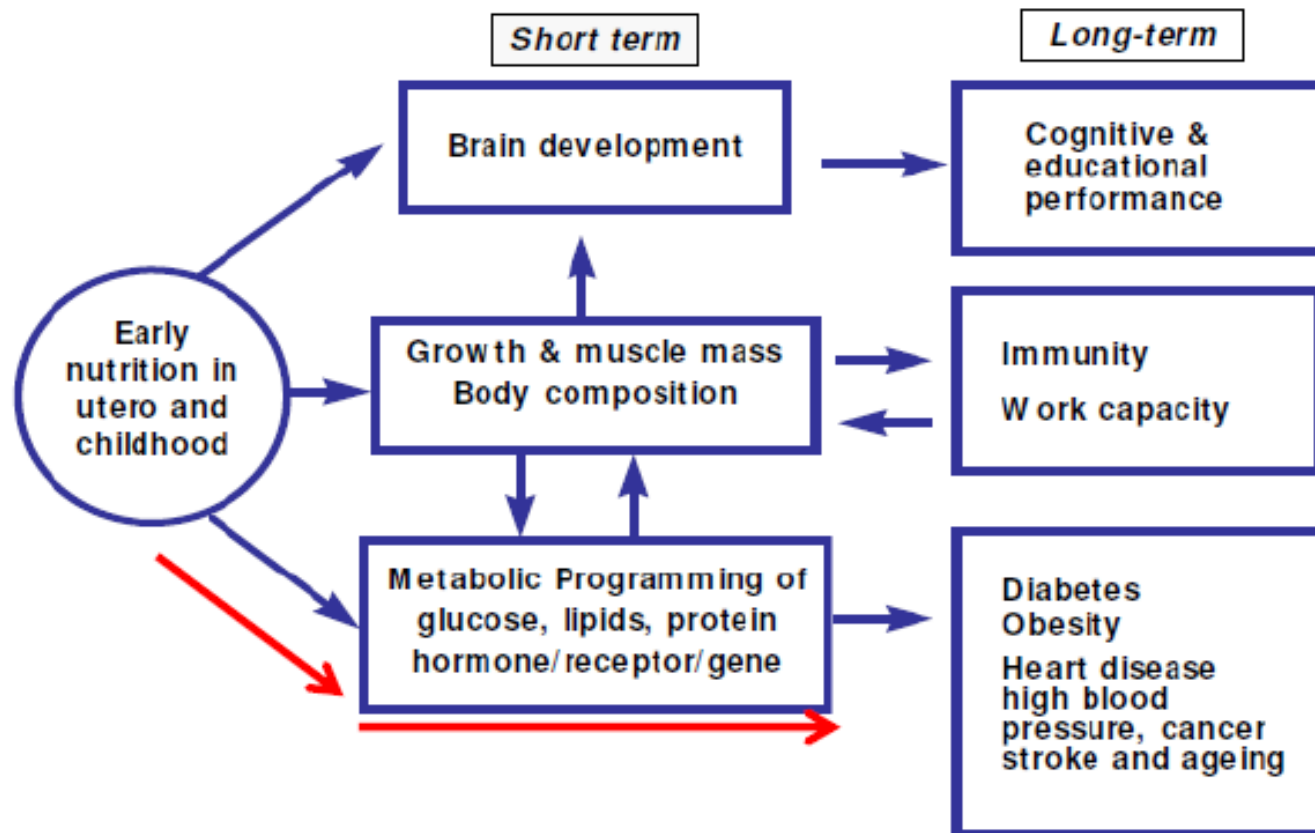 Short term
Long-term
Brain development
Cognitive &
educational
performance
Early
nutrition in
utero and
childhood
Growth & muscle mass
Body composition
Immunity
Work capacity
Metabolic Programming of
glucose, lipids, protein
hormone/receptor/gene
Diabetes
Obesity
Heart disease
high blood
pressure, cancer
stroke and ageing